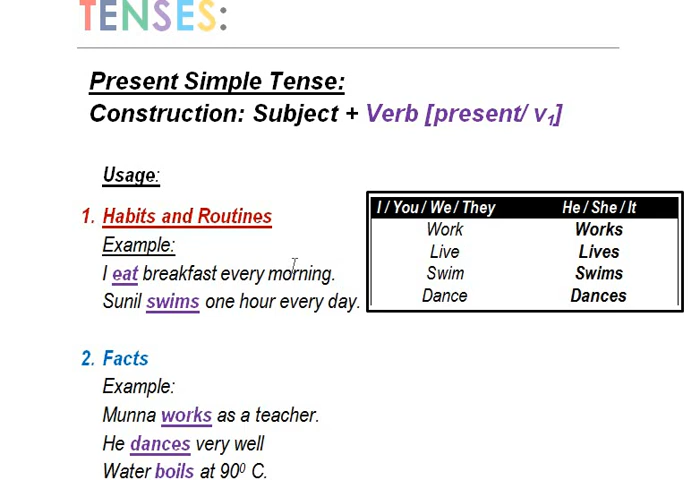 TENSES:
Present Simple Tense:
Construction: Subject + Verb [present/ v₁]
Usage:
1. Habits and Routines
Example:
I eat breakfast every morning.
Sunil swims one hour every day.
I / You / We / They He / She / It
Work Works
Live Lives
Swim Swims
Dance Dances
2. Facts
Example:
Munna works as a teacher.
He dances very well
Water boils at 90⁰ C.